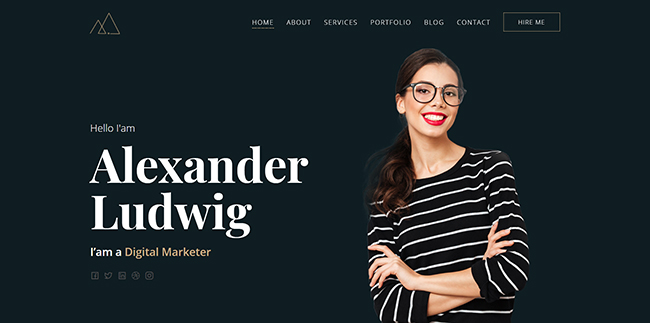 HOME ABOUT SERVICES PORTFOLIO BLOG CONTACT HIRE ME
Hello I'am
Alexander
Ludwig
I'am a Digital Marketer